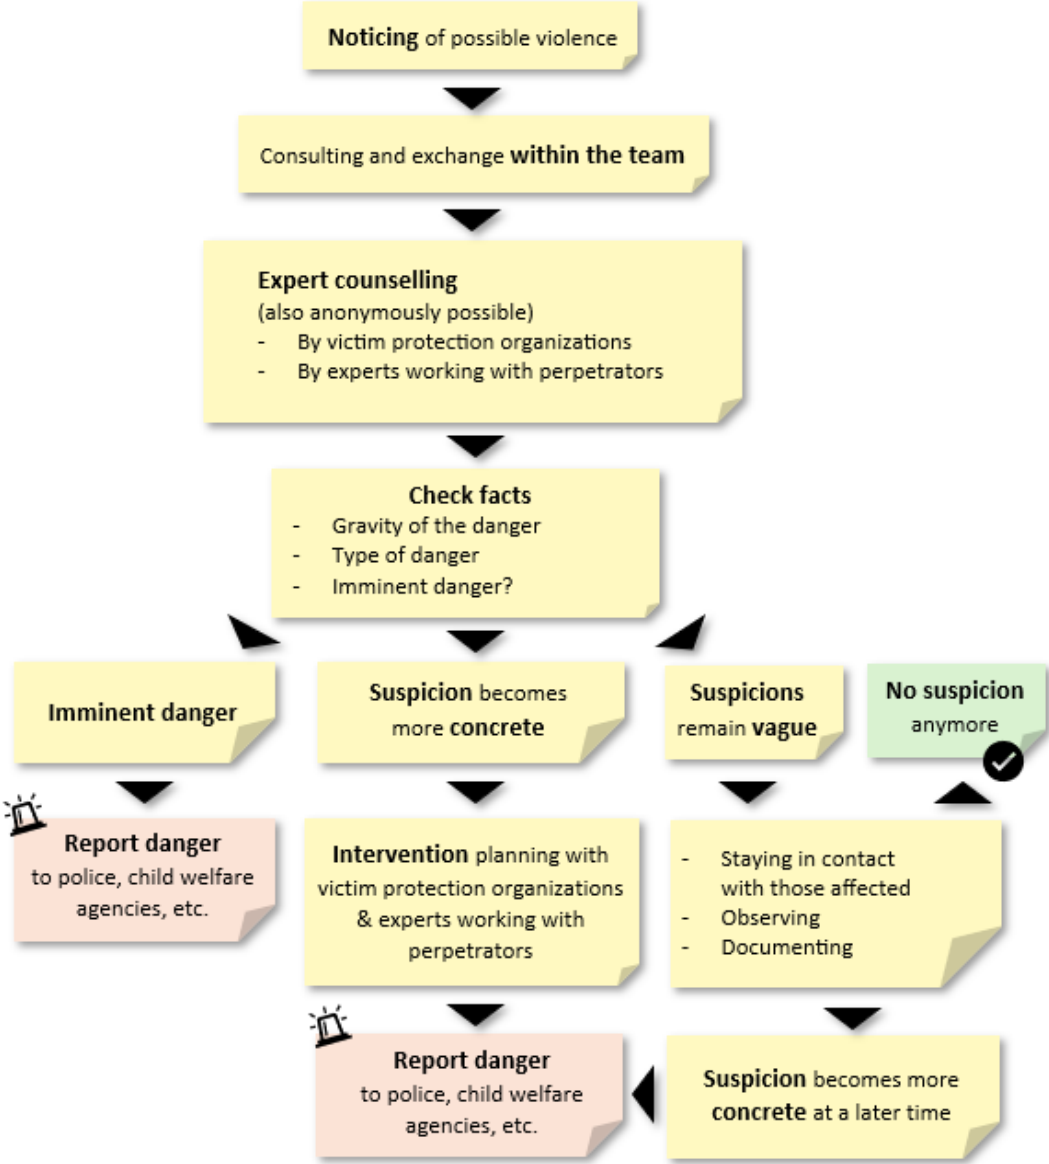 Noticing of possible violence
Consulting and exchange within the team
Expert counselling
(also anonymously possible)
- By victim protection organizations
- By experts working with perpetrators
Check facts
- Gravity of the danger
- Type of danger
- Imminent danger?
Imminent danger
Suspicion becomes
more concrete
Suspicions
remain vague
No suspicion
anymore
Report danger
to police, child welfare
agencies, etc.
Intervention planning with
victim protection organizations
& experts working with
perpetrators
- Staying in contact
with those affected
- Observing
- Documenting
Report danger
to police, child welfare
agencies, etc.
Suspicion becomes more
concrete at a later time